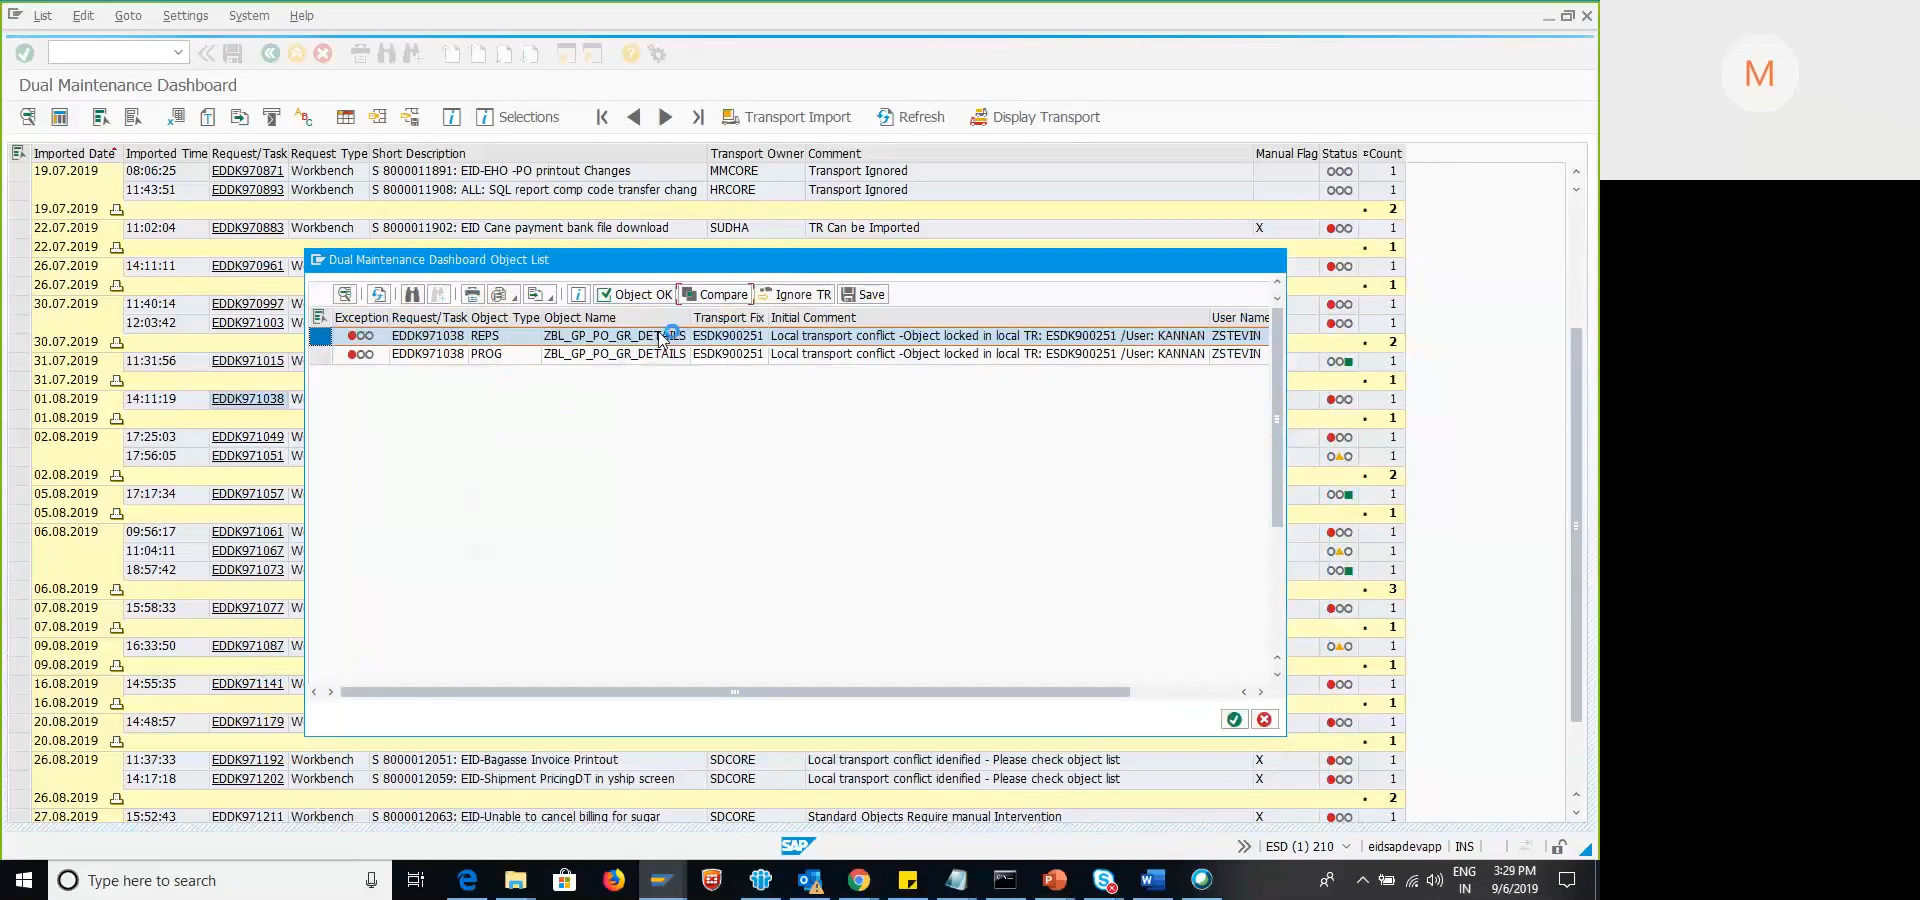 List Edit Goto Settings System Help
Dual Maintenance Dashboard
Selections Transport Import Refresh Display Transport
Imported Date Imported Time Request/Task Request Type Short Description Transport Owner Comment Manual Flag Status Count
19.07.2019 08:06:25 EDDK970871 Workbench S 8000011891: EID-EHO -PO printout Changes MMCORE Transport Ignored 1
11:43:51 EDDK970893 Workbench S 8000011908: ALL: SQL report comp code transfer chang HRCORE Transport Ignored 1
19.07.2019 2
22.07.2019 11:02:04 EDDK970883 Workbench S 8000011902: EID Cane payment bank file download SUDHA TR Can be Imported X 1
22.07.2019 1
26.07.2019 14:11:11 EDDK970961 W 1
26.07.2019 1
30.07.2019 11:40:14 EDDK970997 W 1
12:03:42 EDDK971003 W 1
30.07.2019 2
31.07.2019 11:31:56 EDDK971015 W 1
31.07.2019 1
01.08.2019 14:11:19 EDDK971038 W 1
01.08.2019 1
02.08.2019 17:25:03 EDDK971049 W 1
17:56:05 EDDK971051 W 1
02.08.2019 2
05.08.2019 17:17:34 EDDK971057 W 1
05.08.2019 1
06.08.2019 09:56:17 EDDK971061 W 1
11:04:11 EDDK971067 W 1
18:57:42 EDDK971073 W 1
06.08.2019 3
07.08.2019 15:58:33 EDDK971077 W 1
07.08.2019 1
09.08.2019 16:33:50 EDDK971087 W 1
09.08.2019 1
16.08.2019 14:55:35 EDDK971141 W 1
16.08.2019 1
20.08.2019 14:48:57 EDDK971179 W 1
20.08.2019 1
26.08.2019 11:37:33 EDDK971192 Workbench S 8000012051: EID-Bagasse Invoice Printout SDCORE Local transport conflict idenified - Please check object list X 1
14:17:18 EDDK971202 Workbench S 8000012059: EID-Shipment PricingDT in yship screen SDCORE Local transport conflict idenified - Please check object list X 1
26.08.2019 2
27.08.2019 15:52:43 EDDK971211 Workbench S 8000012063: EID-Unable to cancel billing for sugar SDCORE Standard Objects Require manual Intervention X 1
Dual Maintenance Dashboard Object List
Object OK Compare Ignore TR Save
Exception Request/Task Object Type Object Name Transport Fix Initial Comment User Name
EDDK971038 REPS ZBL_GP_PO_GR_DETAILS ESDK900251 Local transport conflict -Object locked in local TR: ESDK900251 /User: KANNAN ZSTEVIN
EDDK971038 PROG ZBL_GP_PO_GR_DETAILS ESDK900251 Local transport conflict -Object locked in local TR: ESDK900251 /User: KANNAN ZSTEVIN
SAP ESD (1) 210 eidsapdevapp INS
Type here to search
ENG
IN
3:29 PM
9/6/2019
M